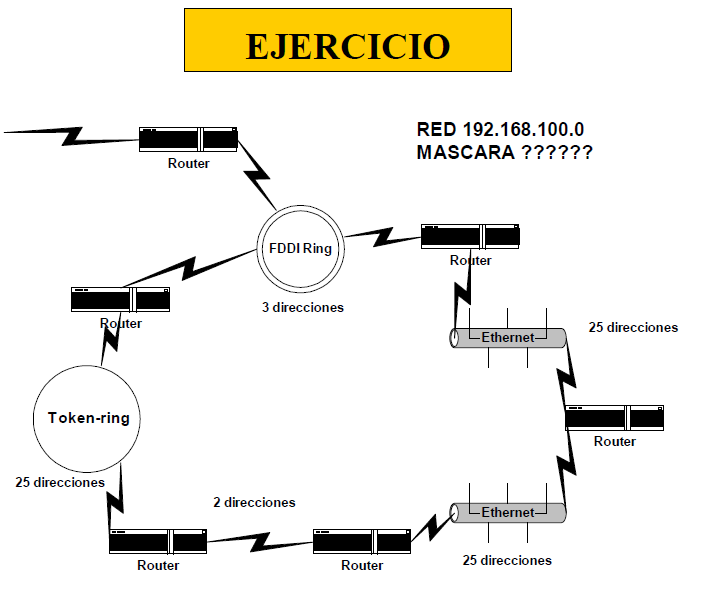 EJERCICIO
RED 192.168.100.0
MASCARA ??????
Router
FDDI Ring
Router
3 direcciones
Router
Ethernet
25 direcciones
Token-ring
Router
25 direcciones
2 direcciones
Ethernet
25 direcciones
Router
Router